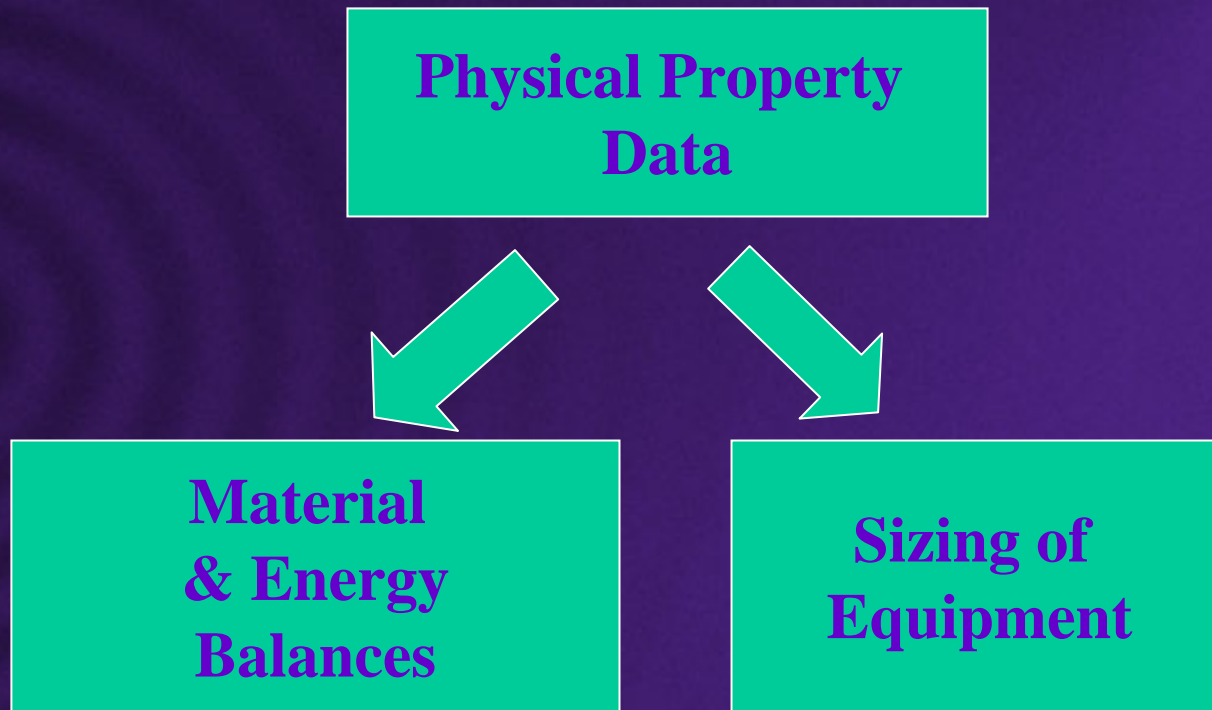 Physical Property
Data
Material
& Energy
Balances
Sizing of
Equipment